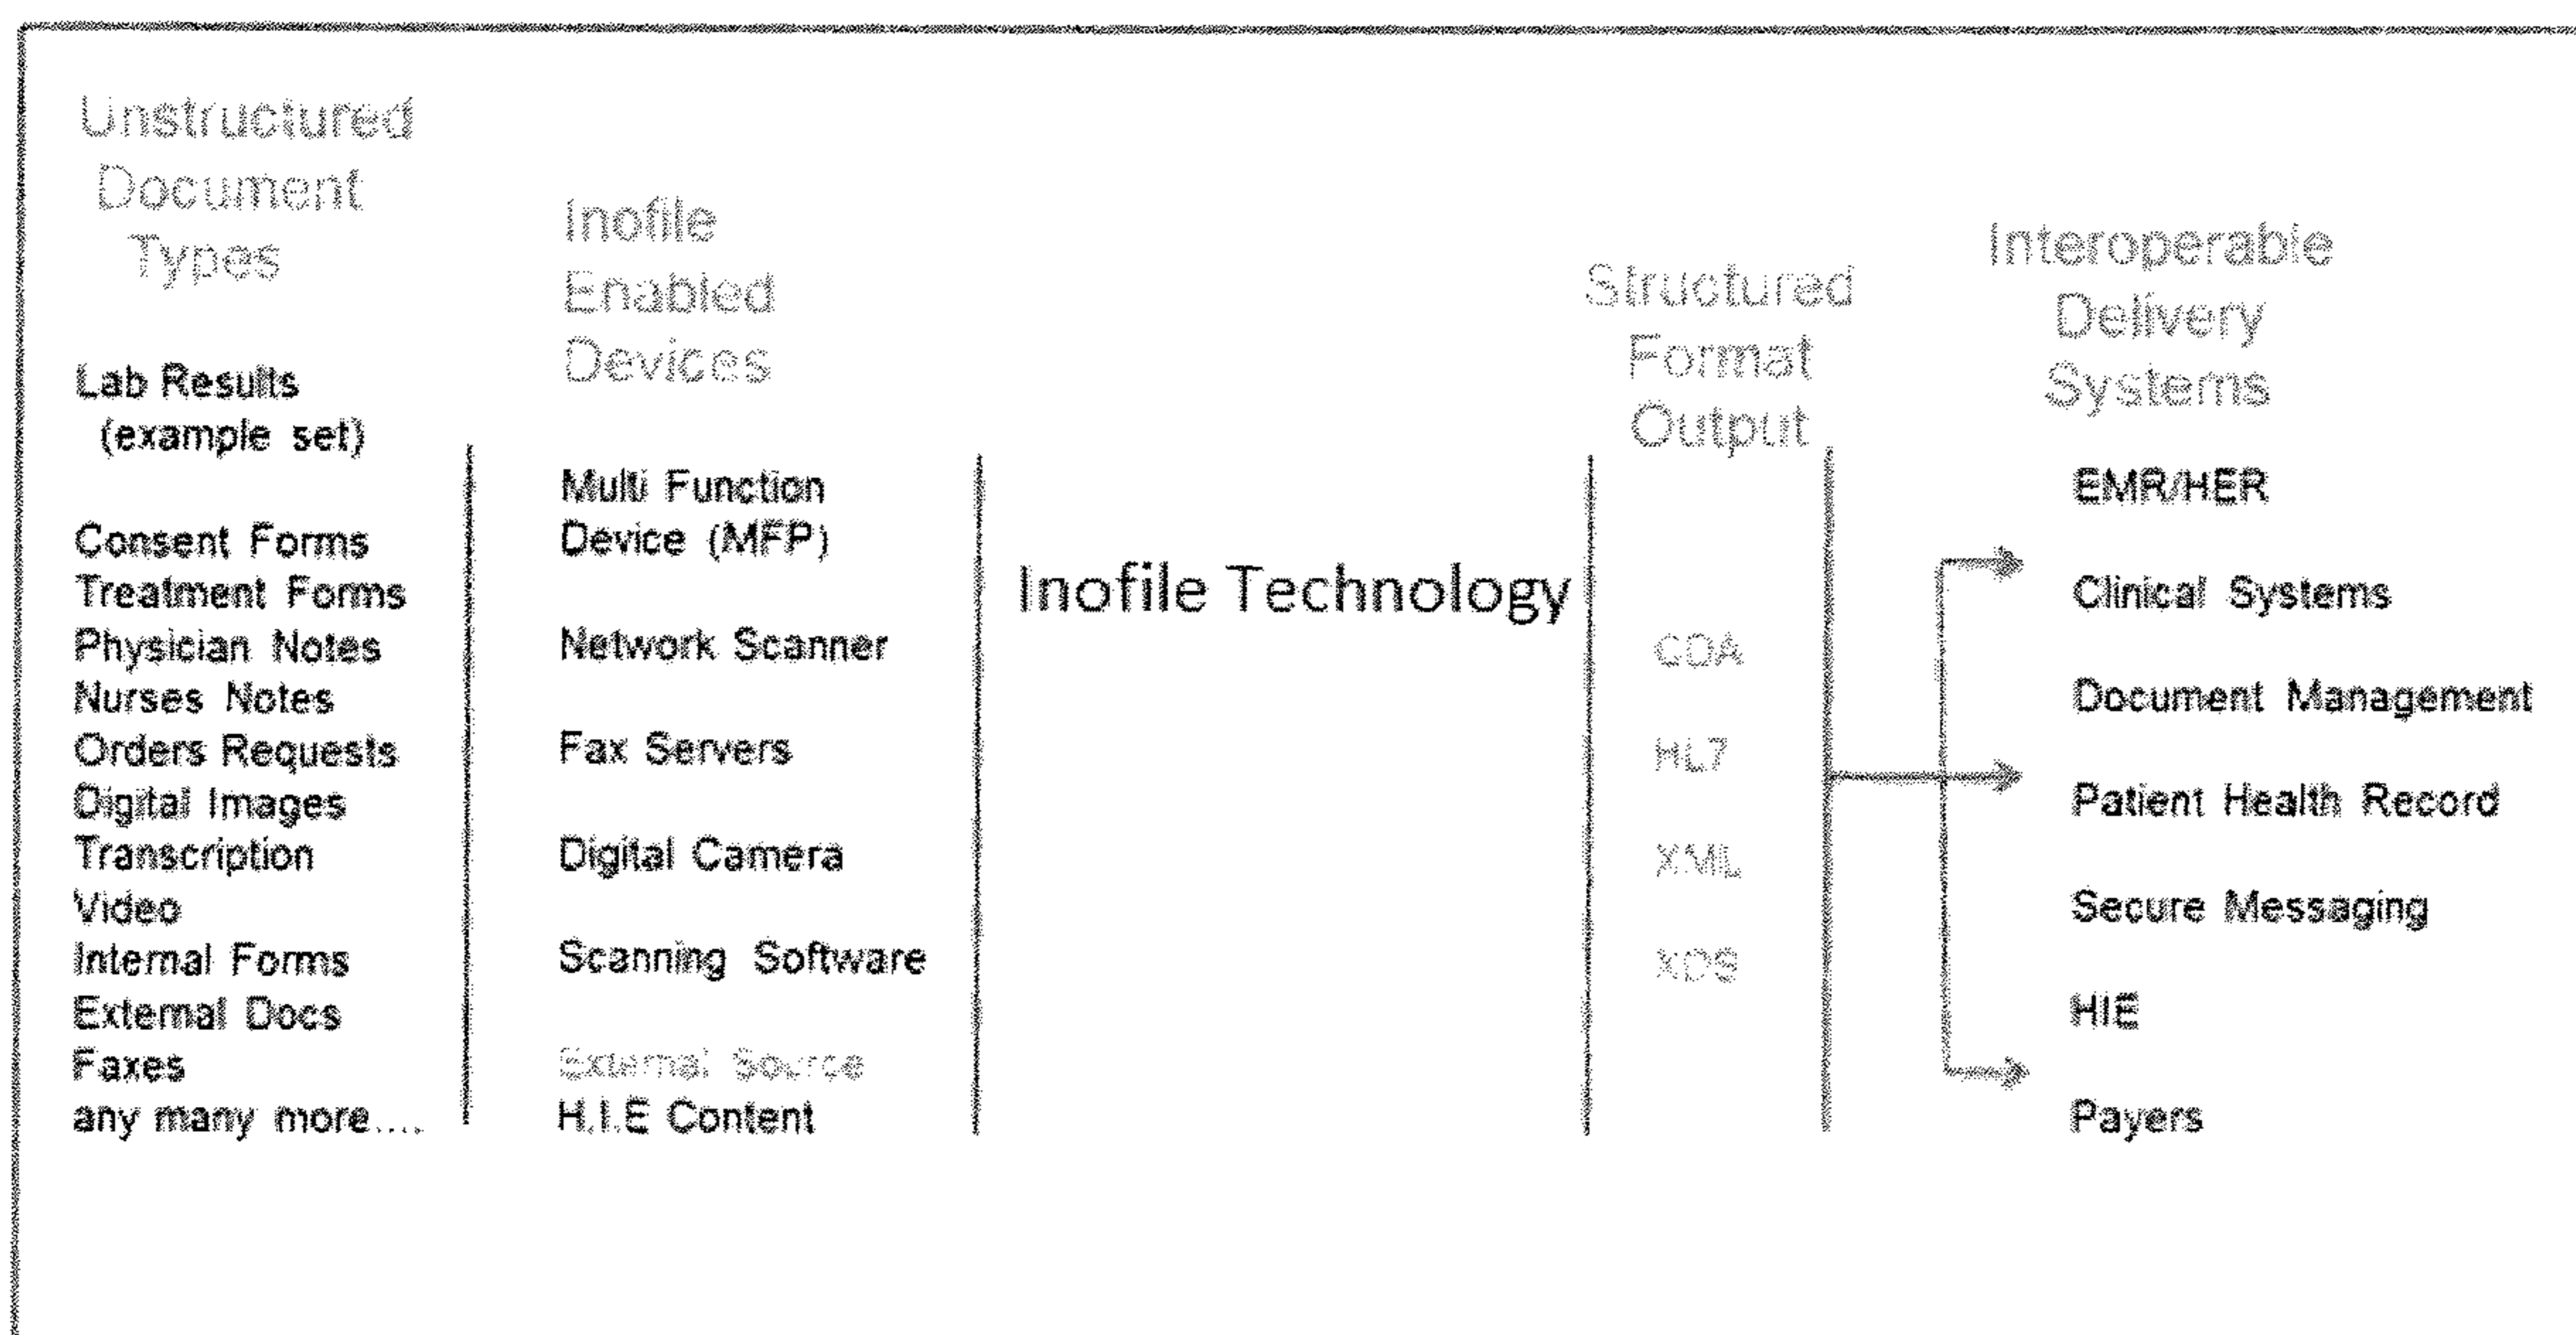 Unstructured
Document
Types
Lab Results
(example set)
Consent Forms
Treatment Forms
Physician Notes
Nurses Notes
Orders Requests
Digital Images
Transcription
Video
Internal Forms
External Docs
Faxes
any many more....
Inofile
Enabled
Devices
Multi Function
Device (MFP)
Network Scanner
Fax Servers
Digital Camera
Scanning Software
External Source
H.I.E Content
Inofile Technology
Structured
Format
Output
CDA
HL7
XML
XDS
Interoperable
Delivery
Systems
EMR/HER
Clinical Systems
Document Management
Patient Health Record
Secure Messaging
HIE
Payers